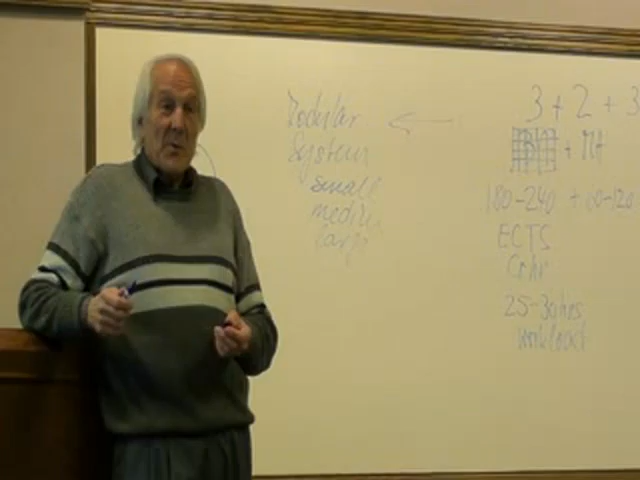 Modular
System
small
medium
large
3 + 2 + 3
BA + MA
180-240 + 60-120
ECTS
Cr hr
25-30 hrs
workload